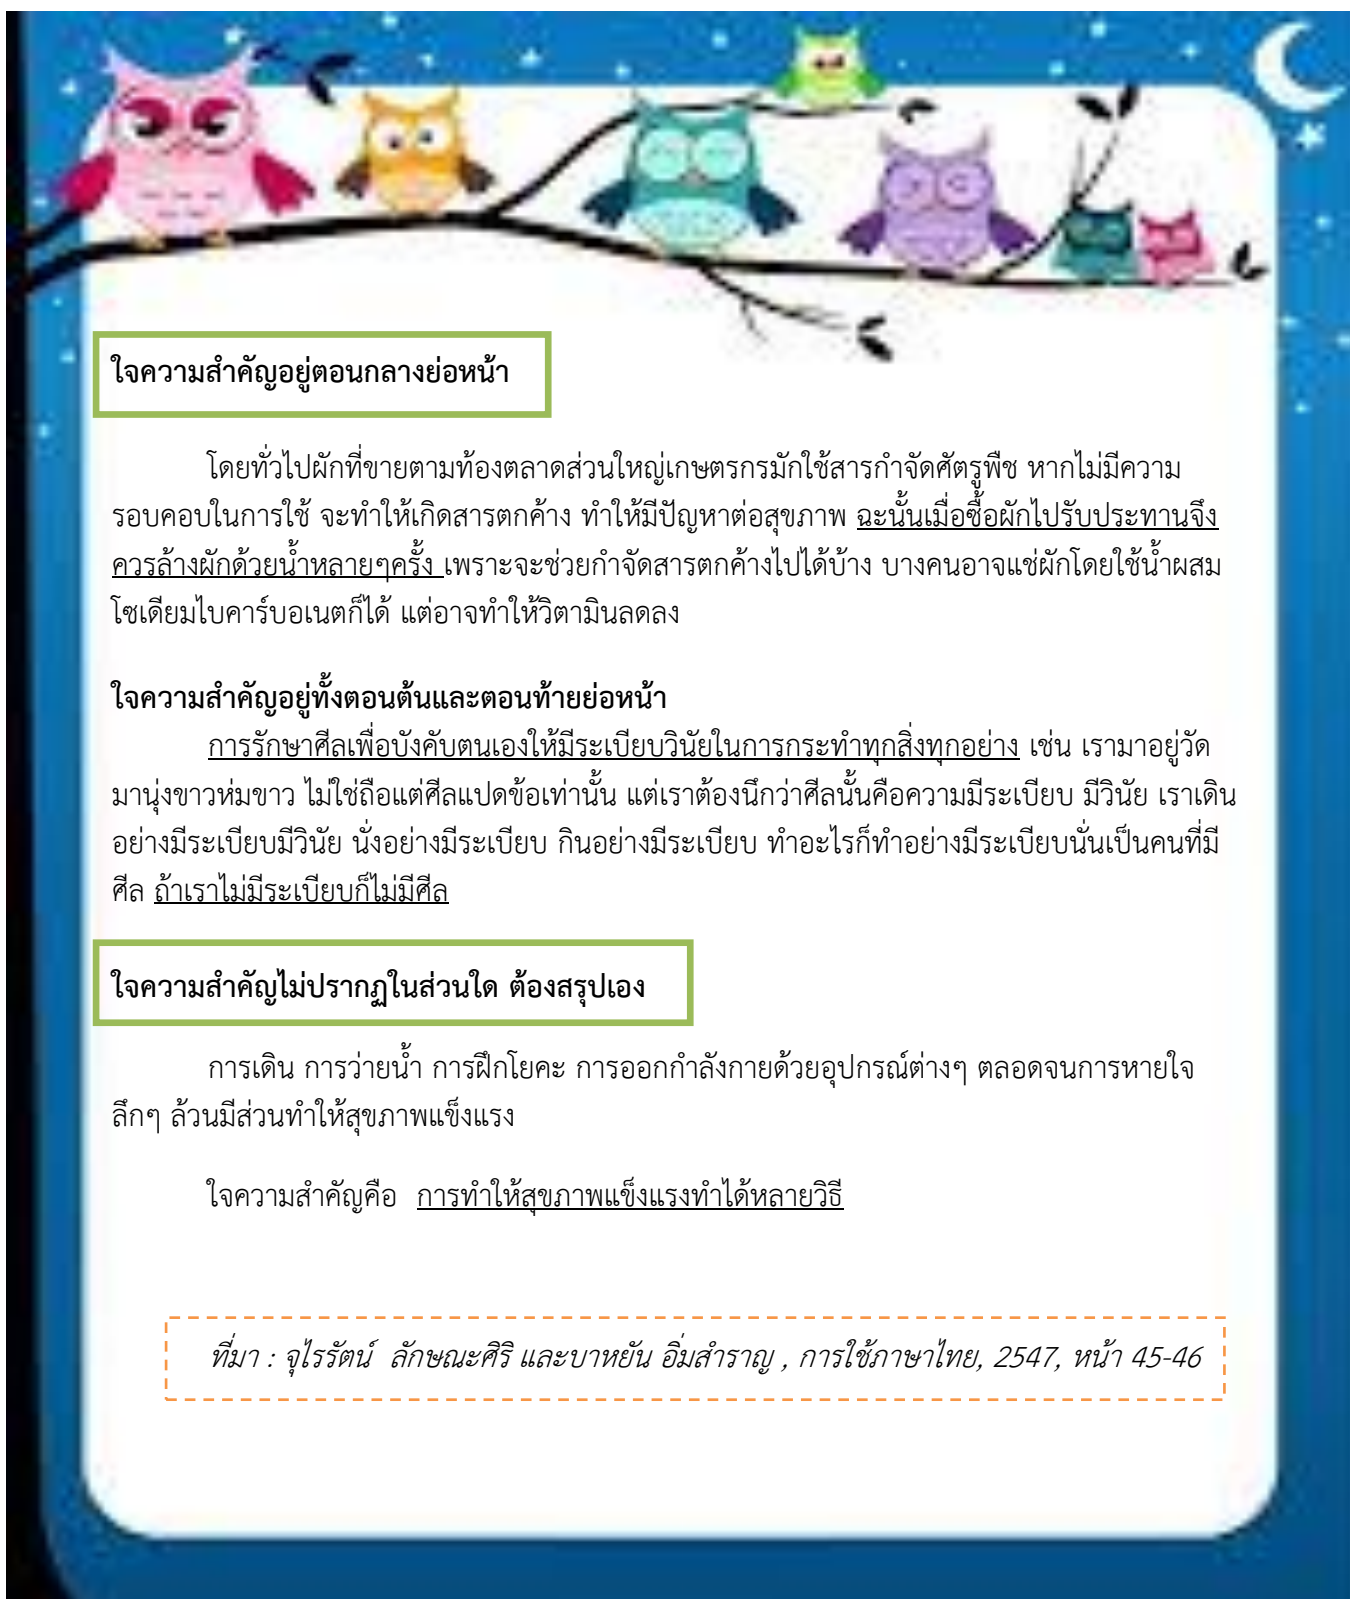 ใจความสำคัญอยู่ตอนกลางย่อหน้า
โดยทั่วไปผักที่ขายตามท้องตลาดส่วนใหญ่เกษตรกรมักใช้สารกำจัดศัตรูพืช หากไม่มีความ
รอบคอบในการใช้ จะทำให้เกิดสารตกค้าง ทำให้มีปัญหาต่อสุขภาพ ฉะนั้นเมื่อซื้อผักไปรับประทานจึง
ควรล้างผักด้วยน้ำหลายๆครั้ง เพราะจะช่วยกำจัดสารตกค้างไปได้บ้าง บางคนอาจแช่ผักโดยใช้น้ำผสม
โซเดียมไบคาร์บอเนตก็ได้ แต่อาจทำให้วิตามินลดลง
ใจความสำคัญอยู่ทั้งตอนต้นและตอนท้ายย่อหน้า
การรักษาศีลเพื่อบังคับตนเองให้มีระเบียบวินัยในการกระทำทุกสิ่งทุกอย่าง เช่น เรามาอยู่วัด
มานุ่งขาวห่มขาว ไม่ใช่ถือแต่ศีลแปดข้อเท่านั้น แต่เราต้องนึกว่าศีลนั้นคือความมีระเบียบ มีวินัย เราเดิน
อย่างมีระเบียบมีวินัย นั่งอย่างมีระเบียบ กินอย่างมีระเบียบ ทำอะไรก็ทำอย่างมีระเบียบนั่นเป็นคนที่มี
ศีล ถ้าเราไม่มีระเบียบก็ไม่มีศีล
ใจความสำคัญไม่ปรากฏในส่วนใด ต้องสรุปเอง
การเดิน การว่ายน้ำ การฝึกโยคะ การออกกำลังกายด้วยอุปกรณ์ต่างๆ ตลอดจนการหายใจ
ลึกๆ ล้วนมีส่วนทำให้สุขภาพแข็งแรง
ใจความสำคัญคือ การทำให้สุขภาพแข็งแรงทำได้หลายวิธี
ที่มา : จุไรรัตน์ ลักษณะศิริ และบาหยัน อิ่มสำราญ , การใช้ภาษาไทย, 2547, หน้า 45-46